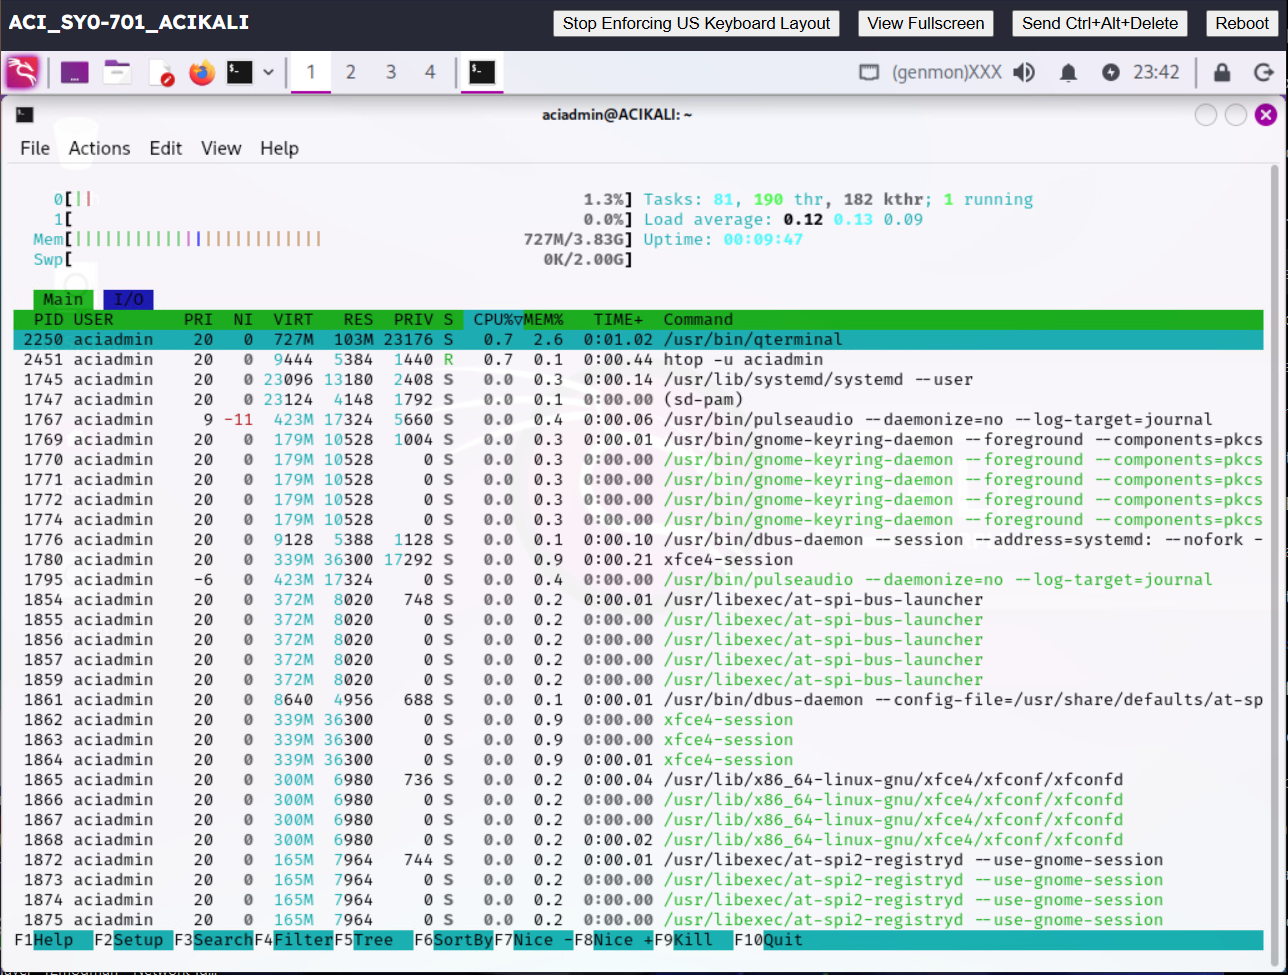 ACI_SY0-701_ACIKALI Stop Enforcing US Keyboard Layout View Fullscreen Send Ctrl+Alt+Delete Reboot
1 2 3 4 (genmon)XXX 23:42
aciadmin@ACIKALI: ~
File Actions Edit View Help
0[|| 1.3%] Tasks: 81, 190 thr, 182 kthr; 1 running
1[ 0.0%] Load average: 0.12 0.13 0.09
Mem[||||||||||||||||||||||||| 727M/3.83G] Uptime: 00:09:47
Swp[ 0K/2.00G]
Main I/O
PID USER PRI NI VIRT RES PRIV S CPU%▽MEM% TIME+ Command
2250 aciadmin 20 0 727M 103M 23176 S 0.7 2.6 0:01.02 /usr/bin/qterminal
2451 aciadmin 20 0 9444 5384 1440 R 0.7 0.1 0:00.44 htop -u aciadmin
1745 aciadmin 20 0 23096 13180 2408 S 0.0 0.3 0:00.14 /usr/lib/systemd/systemd --user
1747 aciadmin 20 0 23124 4148 1792 S 0.0 0.1 0:00.00 (sd-pam)
1767 aciadmin 9 -11 423M 17324 5660 S 0.0 0.4 0:00.06 /usr/bin/pulseaudio --daemonize=no --log-target=journal
1769 aciadmin 20 0 179M 10528 1004 S 0.0 0.3 0:00.01 /usr/bin/gnome-keyring-daemon --foreground --components=pkcs
1770 aciadmin 20 0 179M 10528 0 S 0.0 0.3 0:00.00 /usr/bin/gnome-keyring-daemon --foreground --components=pkcs
1771 aciadmin 20 0 179M 10528 0 S 0.0 0.3 0:00.00 /usr/bin/gnome-keyring-daemon --foreground --components=pkcs
1772 aciadmin 20 0 179M 10528 0 S 0.0 0.3 0:00.00 /usr/bin/gnome-keyring-daemon --foreground --components=pkcs
1774 aciadmin 20 0 179M 10528 0 S 0.0 0.3 0:00.00 /usr/bin/gnome-keyring-daemon --foreground --components=pkcs
1776 aciadmin 20 0 9128 5388 1128 S 0.0 0.1 0:00.10 /usr/bin/dbus-daemon --session --address=systemd: --nofork -
1780 aciadmin 20 0 339M 36300 17292 S 0.0 0.9 0:00.21 xfce4-session
1795 aciadmin -6 0 423M 17324 0 S 0.0 0.4 0:00.00 /usr/bin/pulseaudio --daemonize=no --log-target=journal
1854 aciadmin 20 0 372M 8020 748 S 0.0 0.2 0:00.01 /usr/libexec/at-spi-bus-launcher
1855 aciadmin 20 0 372M 8020 0 S 0.0 0.2 0:00.00 /usr/libexec/at-spi-bus-launcher
1856 aciadmin 20 0 372M 8020 0 S 0.0 0.2 0:00.00 /usr/libexec/at-spi-bus-launcher
1857 aciadmin 20 0 372M 8020 0 S 0.0 0.2 0:00.00 /usr/libexec/at-spi-bus-launcher
1859 aciadmin 20 0 372M 8020 0 S 0.0 0.2 0:00.00 /usr/libexec/at-spi-bus-launcher
1861 aciadmin 20 0 8640 4956 688 S 0.0 0.1 0:00.01 /usr/bin/dbus-daemon --config-file=/usr/share/defaults/at-sp
1862 aciadmin 20 0 339M 36300 0 S 0.0 0.9 0:00.00 xfce4-session
1863 aciadmin 20 0 339M 36300 0 S 0.0 0.9 0:00.00 xfce4-session
1864 aciadmin 20 0 339M 36300 0 S 0.0 0.9 0:00.01 xfce4-session
1865 aciadmin 20 0 300M 6980 736 S 0.0 0.2 0:00.04 /usr/lib/x86_64-linux-gnu/xfce4/xfconf/xfconfd
1866 aciadmin 20 0 300M 6980 0 S 0.0 0.2 0:00.00 /usr/lib/x86_64-linux-gnu/xfce4/xfconf/xfconfd
1867 aciadmin 20 0 300M 6980 0 S 0.0 0.2 0:00.00 /usr/lib/x86_64-linux-gnu/xfce4/xfconf/xfconfd
1868 aciadmin 20 0 300M 6980 0 S 0.0 0.2 0:00.02 /usr/lib/x86_64-linux-gnu/xfce4/xfconf/xfconfd
1872 aciadmin 20 0 165M 7964 744 S 0.0 0.2 0:00.01 /usr/libexec/at-spi2-registryd --use-gnome-session
1873 aciadmin 20 0 165M 7964 0 S 0.0 0.2 0:00.00 /usr/libexec/at-spi2-registryd --use-gnome-session
1874 aciadmin 20 0 165M 7964 0 S 0.0 0.2 0:00.00 /usr/libexec/at-spi2-registryd --use-gnome-session
1875 aciadmin 20 0 165M 7964 0 S 0.0 0.2 0:00.00 /usr/libexec/at-spi2-registryd --use-gnome-session
F1Help F2Setup F3SearchF4FilterF5Tree F6SortByF7Nice -F8Nice +F9Kill F10Quit